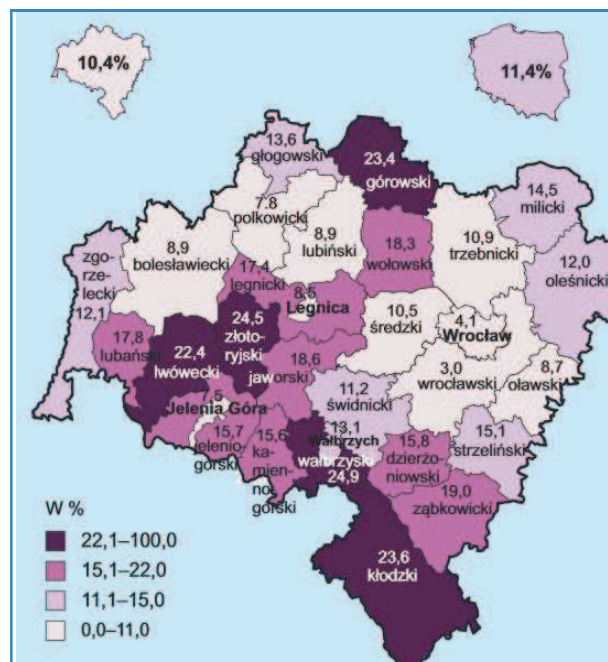 10,4%
11,4%
13,6
głogowski
23,4
górowski
14,5
milicki
7.8
polkowicki
8,9
lubiński
10,9
trzebnicki
8,9
bolesławiecki
18,3
wołowski
12,0
oleśnicki
zgo-
rze-
lecki
12,1
17,4
legnicki
8,5
Legnica
10,5
średzki
4,1
Wrocław
17,8
lubański
22,4
lwówecki
24,5
złoto-
ryjski
18,6
jaworski
3,0
wrocławski
8,7
oławski
11,2
świdnicki
7,5
Jelenia Góra
13,1
Wałbrzych
wałbrzyski
24,9
15,7
jelenio-
górski
15,6
ka-
mien-
no-
górski
15,8
dzierżo-
niowski
15,1
strzeliński
19,0
ząbkowicki
23,6
kłodzki
W %
22,1–100,0
15,1–22,0
11,1–15,0
0,0–11,0